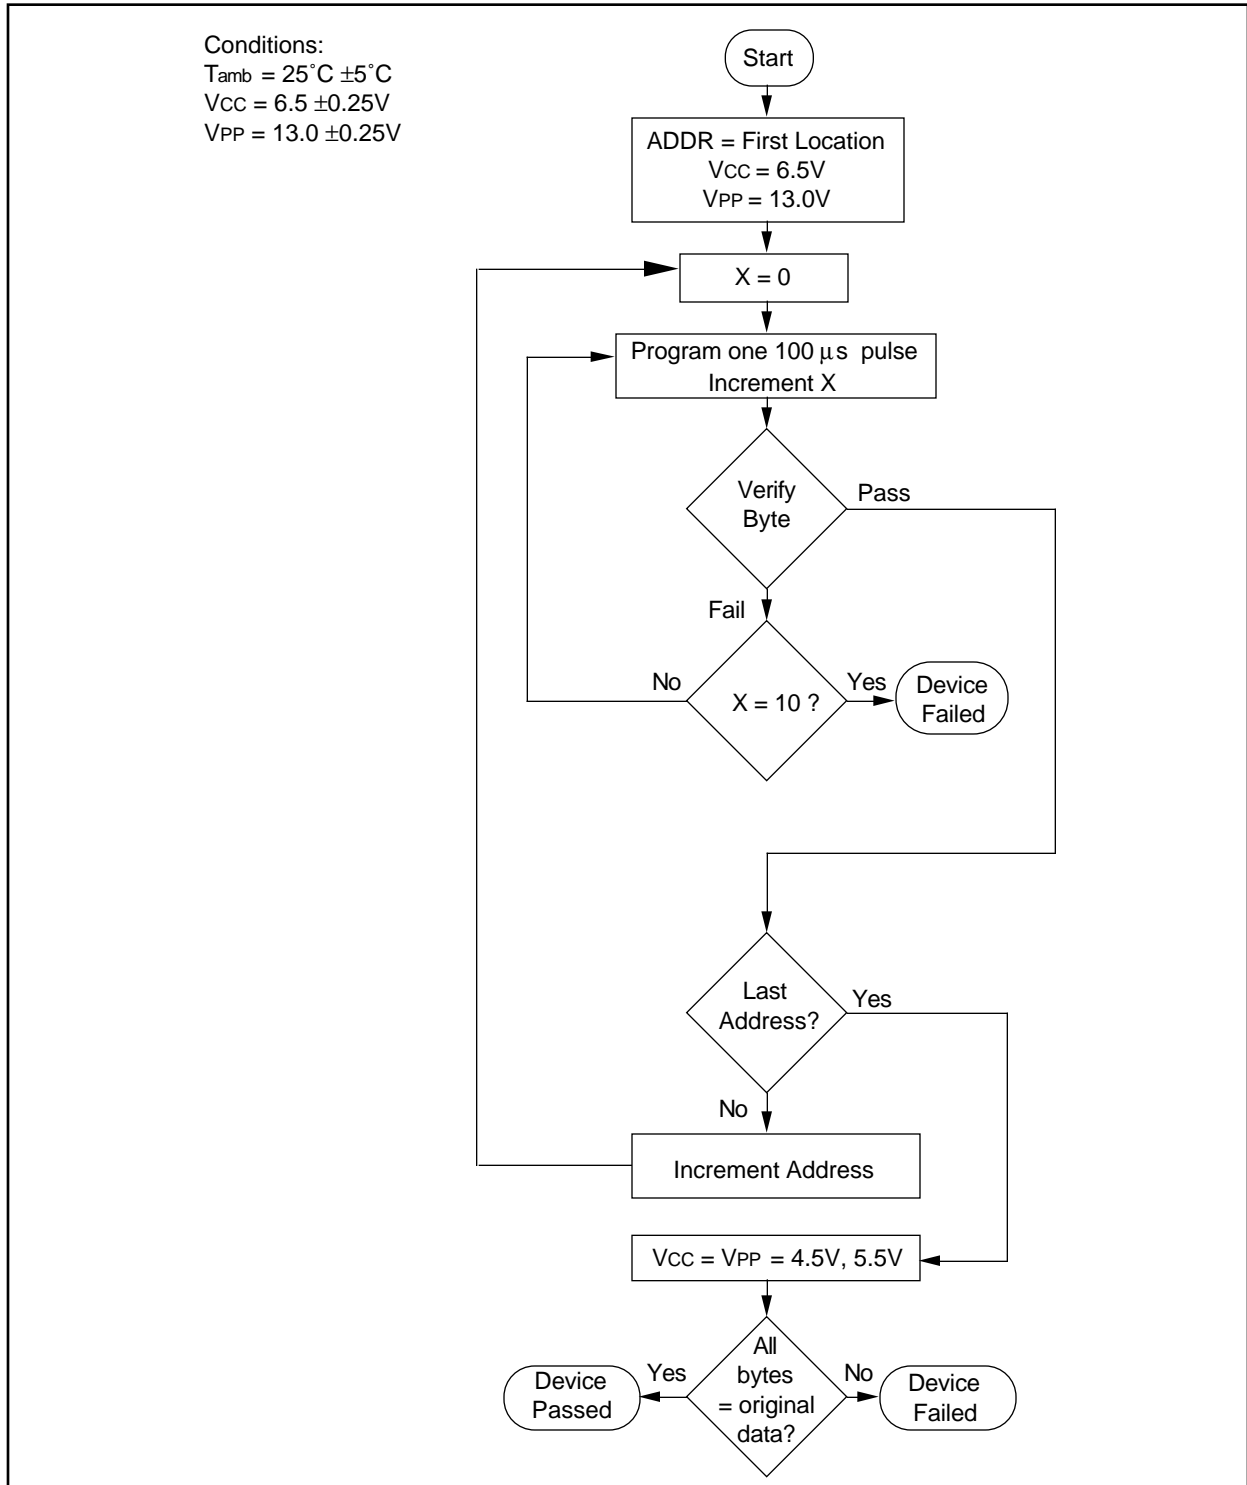 Conditions:
Tamb = 25˚C ±5˚C
VCC = 6.5 ±0.25V
VPP = 13.0 ±0.25V
Start
ADDR = First Location
VCC = 6.5V
VPP = 13.0V
X = 0
Program one 100 µs pulse
Increment X
Verify
Byte
Pass
Fail
X = 10 ?
No
Yes
Device
Failed
Last
Address?
Yes
No
Increment Address
VCC = VPP = 4.5V, 5.5V
All
bytes
= original
data?
Yes
No
Device
Passed
Device
Failed